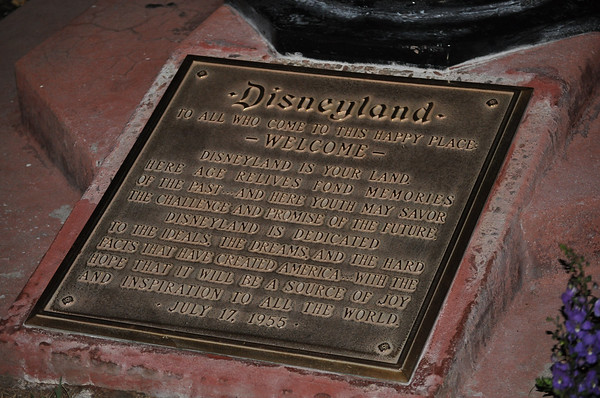 ·Disneyland·
TO ALL WHO COME TO THIS HAPPY PLACE:
–WELCOME–
DISNEYLAND IS YOUR LAND.
HERE AGE RELIVES FOND MEMORIES
OF THE PAST...AND HERE YOUTH MAY SAVOR
THE CHALLENGE AND PROMISE OF THE FUTURE.
DISNEYLAND IS DEDICATED
TO THE IDEALS, THE DREAMS, AND THE HARD
FACTS THAT HAVE CREATED AMERICA...WITH THE
HOPE THAT IT WILL BE A SOURCE OF JOY
AND INSPIRATION TO ALL THE WORLD.
· JULY 17, 1955 ·